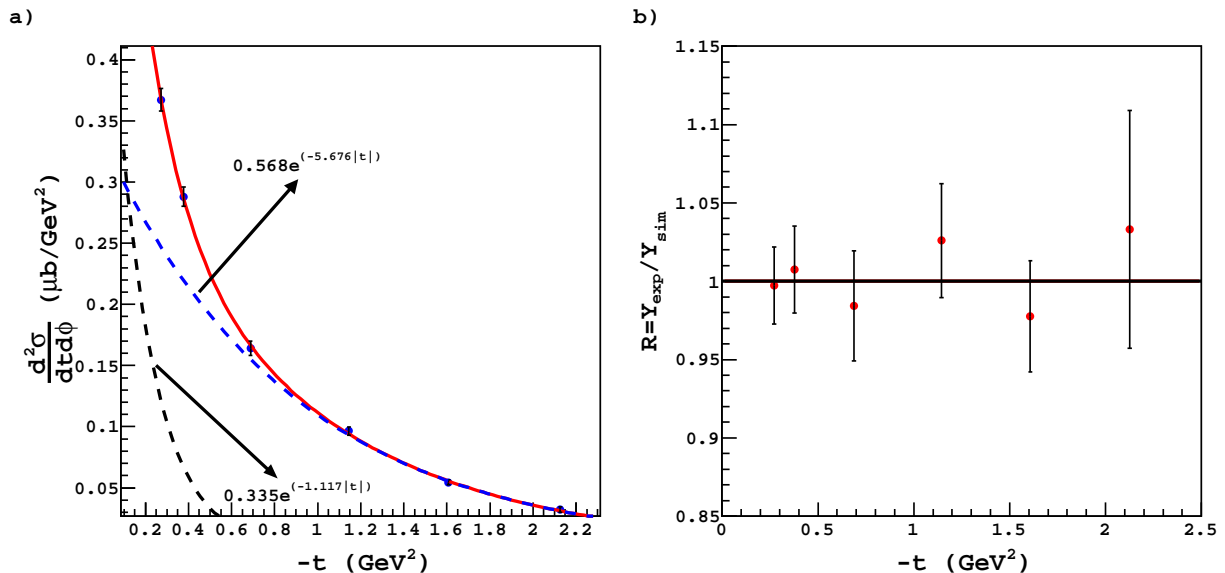 a)
0.4
0.35
0.3
0.25
0.2
0.15
0.1
0.05
d²σ/dtdϕ (μb/GeV²)
0.568e^(-5.676|t|)
0.335e^(-1.117|t|)
0.2 0.4 0.6 0.8 1 1.2 1.4 1.6 1.8 2 2.2
-t (GeV²)
b)
1.15
1.1
1.05
1
0.95
0.9
0.85
R=Y_exp/Y_sim
0 0.5 1 1.5 2 2.5
-t (GeV²)